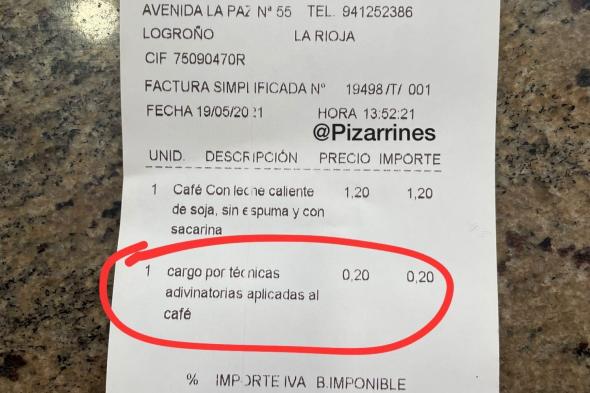 AVENIDA LA PAZ Nº 55 TEL. 941252386
LOGROÑO LA RIOJA
CIF 75090470R
FACTURA SIMPLIFICADA Nº 19498/T/ 001
FECHA 19/05/2021 HORA 13:52:21
@Pizarrines
UNID. DESCRIPCIÓN PRECIO IMPORTE
1 Café Con leche caliente 1,20 1,20
de soja, sin espuma y con
sacarina
1 cargo por técnicas 0,20 0,20
adivinatorias aplicadas al
café
% IMPORTE IVA B.IMPONIBLE